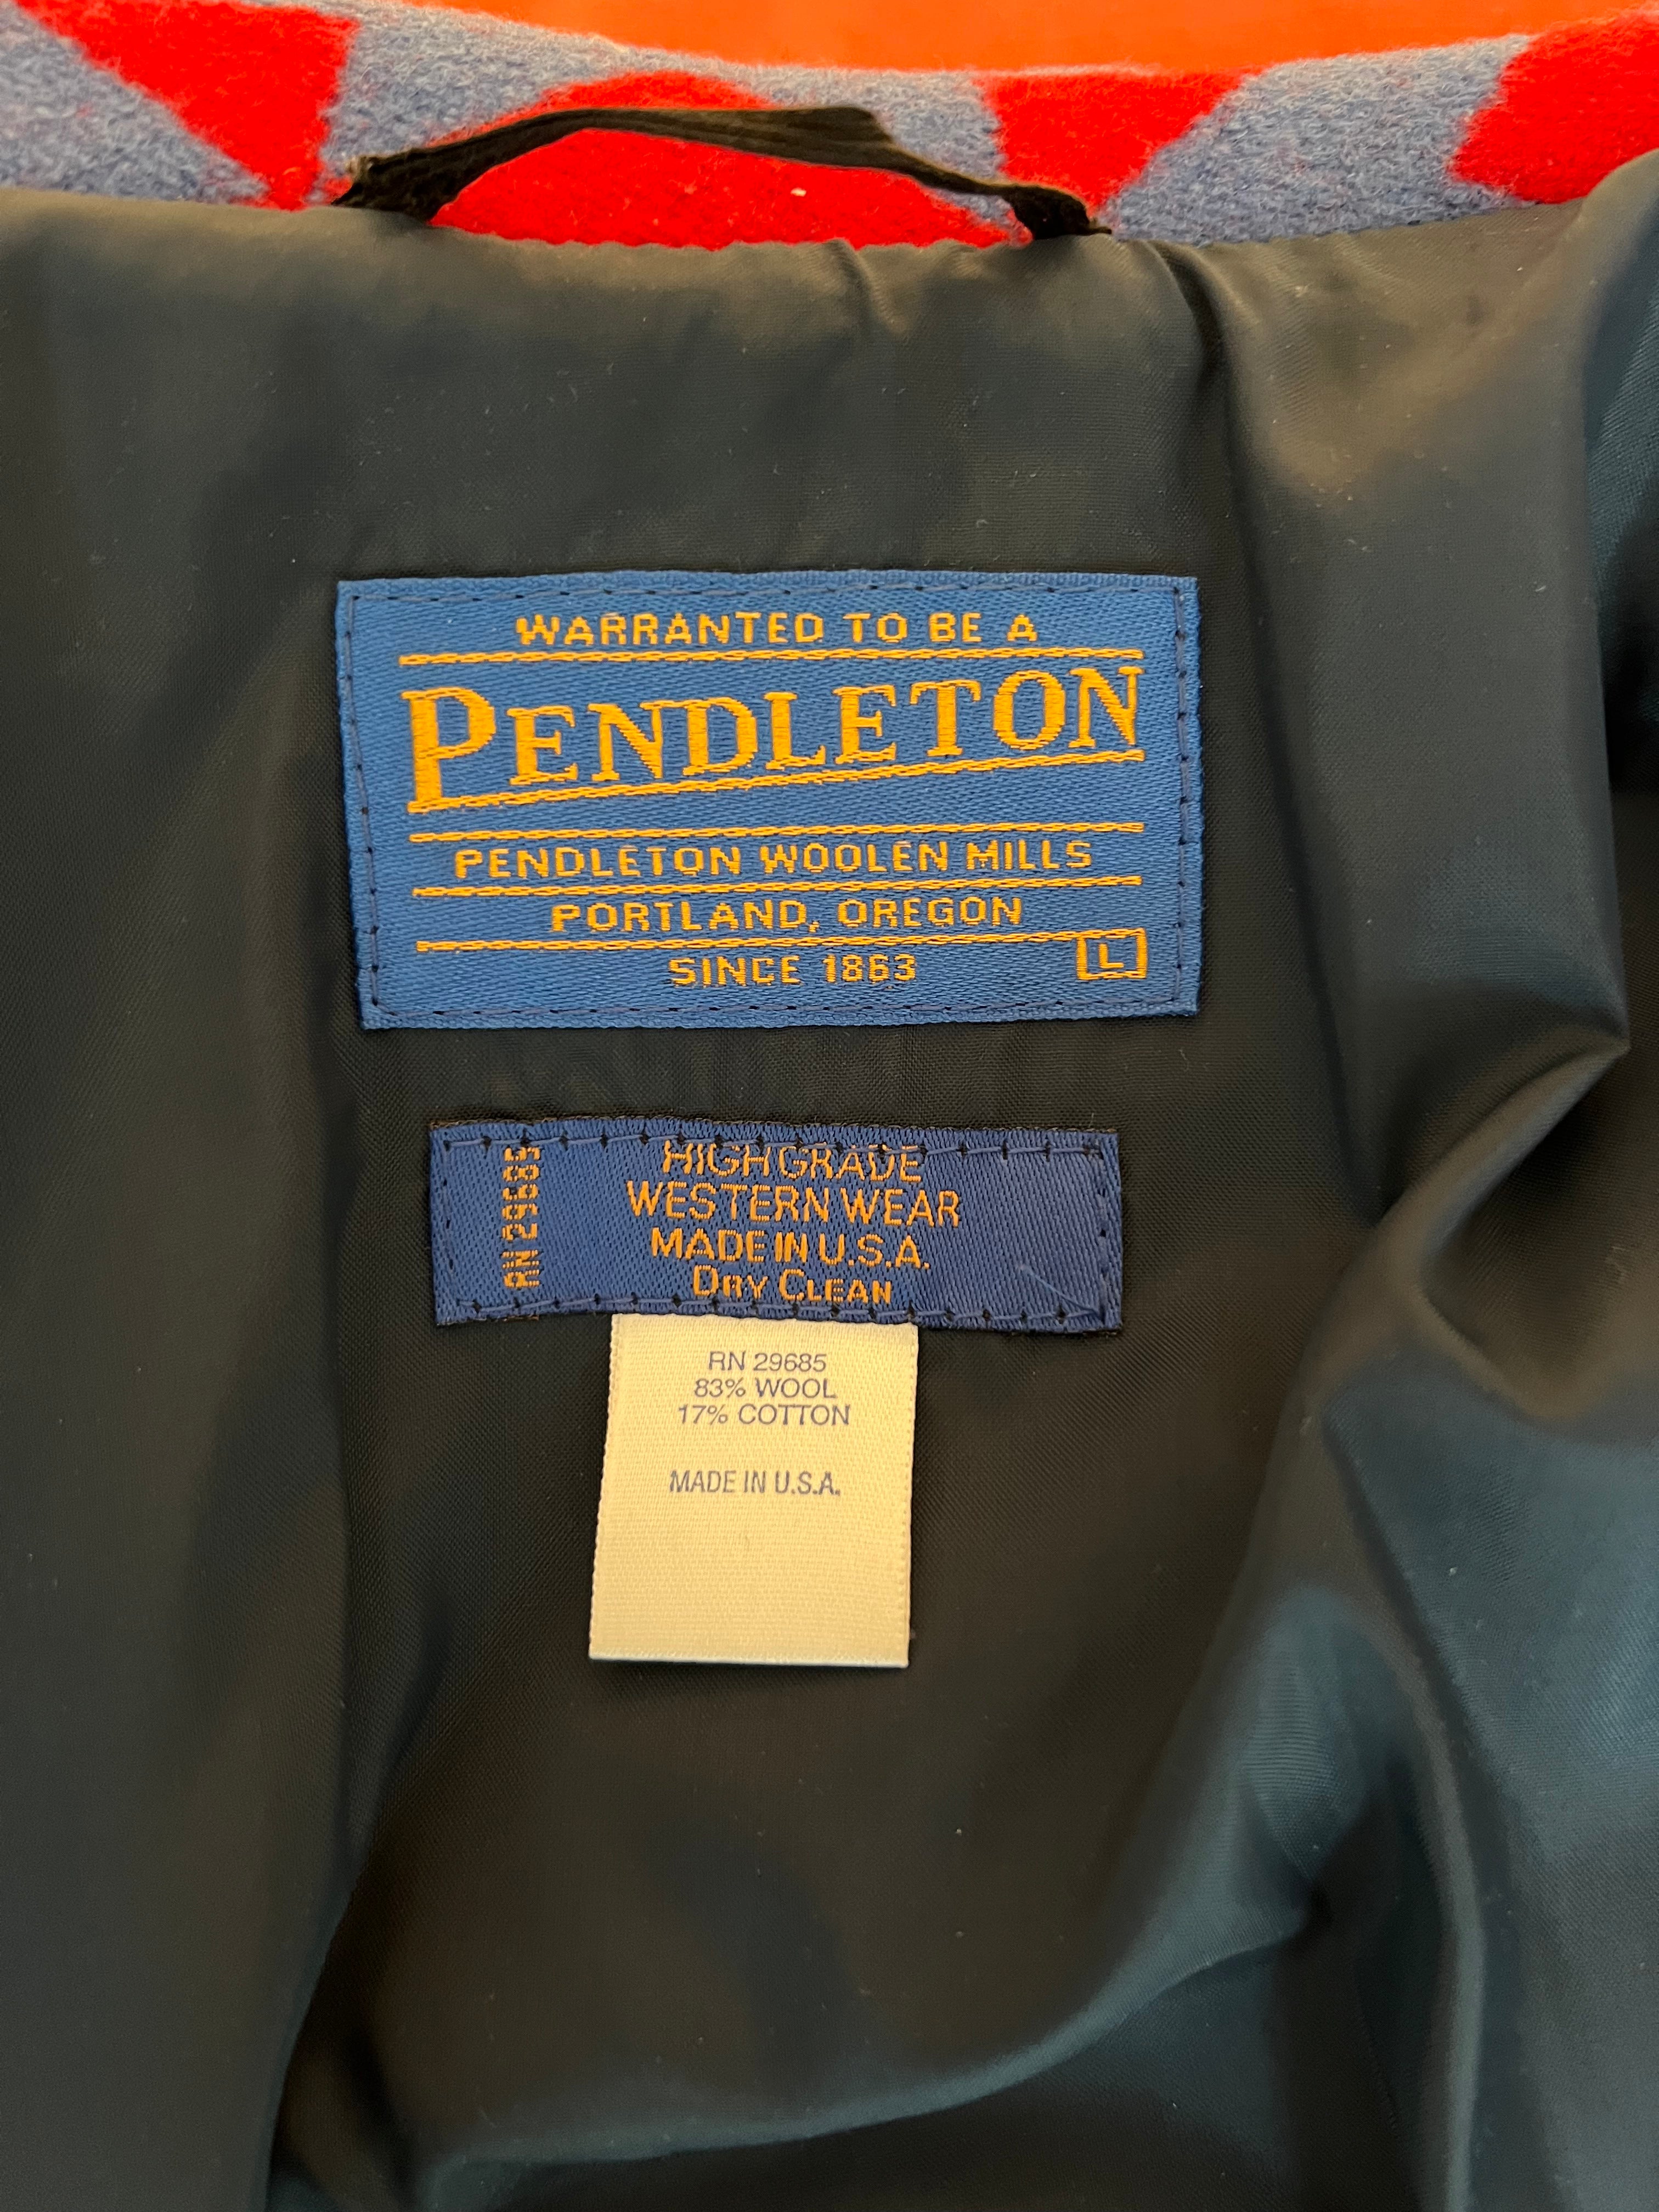 WARRANTED TO BE A
PENDLETON
PENDLETON WOOLEN MILLS
PORTLAND, OREGON
SINCE 1863
L
RN 29685
HIGH GRADE
WESTERN WEAR
MADE IN U.S.A.
DRY CLEAN
RN 29685
83% WOOL
17% COTTON
MADE IN U.S.A.